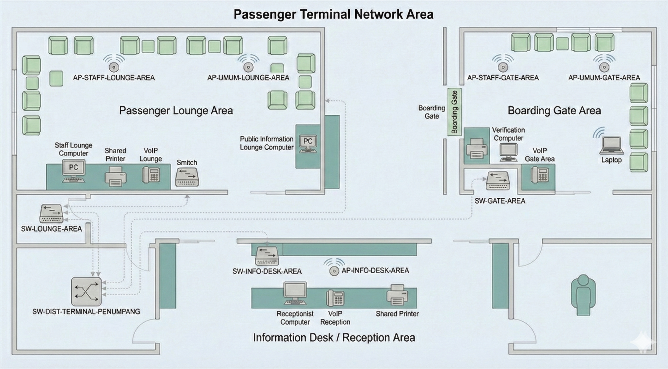 Passenger Terminal Network Area
AP-STAFF-LOUNGE-AREA
AP-UMUM-LOUNGE-AREA
Passenger Lounge Area
Staff Lounge
Computer
PC
Shared
Printer
VoIP
Lounge
Smitch
Public Information
Lounge Computer
PC
SW-LOUNGE-AREA
SW-DIST-TERMINAL-PENUMPANG
Boarding
Gate
Boarding Gate
AP-STAFF-GATE-AREA
AP-UMUM-GATE-AREA
Boarding Gate Area
Verification
Computer
VoIP
Gate Area
Laptop
SW-GATE-AREA
SW-INFO-DESK-AREA
AP-INFO-DESK-AREA
Receptionist
Computer
VoIP
Reception
Shared Printer
Information Desk / Reception Area